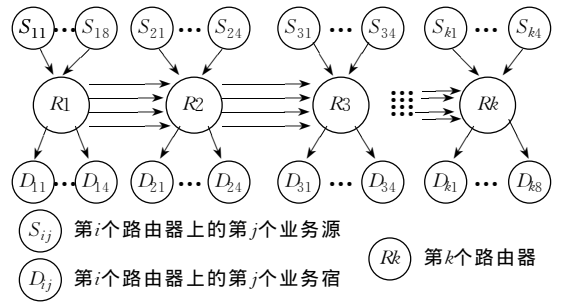 S11 ··· S18 S21 ··· S24 S31 ··· S34 Sk1 ··· Sk4
R1 R2 R3 Rk
D11 ··· D14 D21 ··· D24 D31 ··· D34 Dk1 ··· Dk8
Sij 第i个路由器上的第j个业务源
Rk 第k个路由器
Dij 第i个路由器上的第j个业务宿